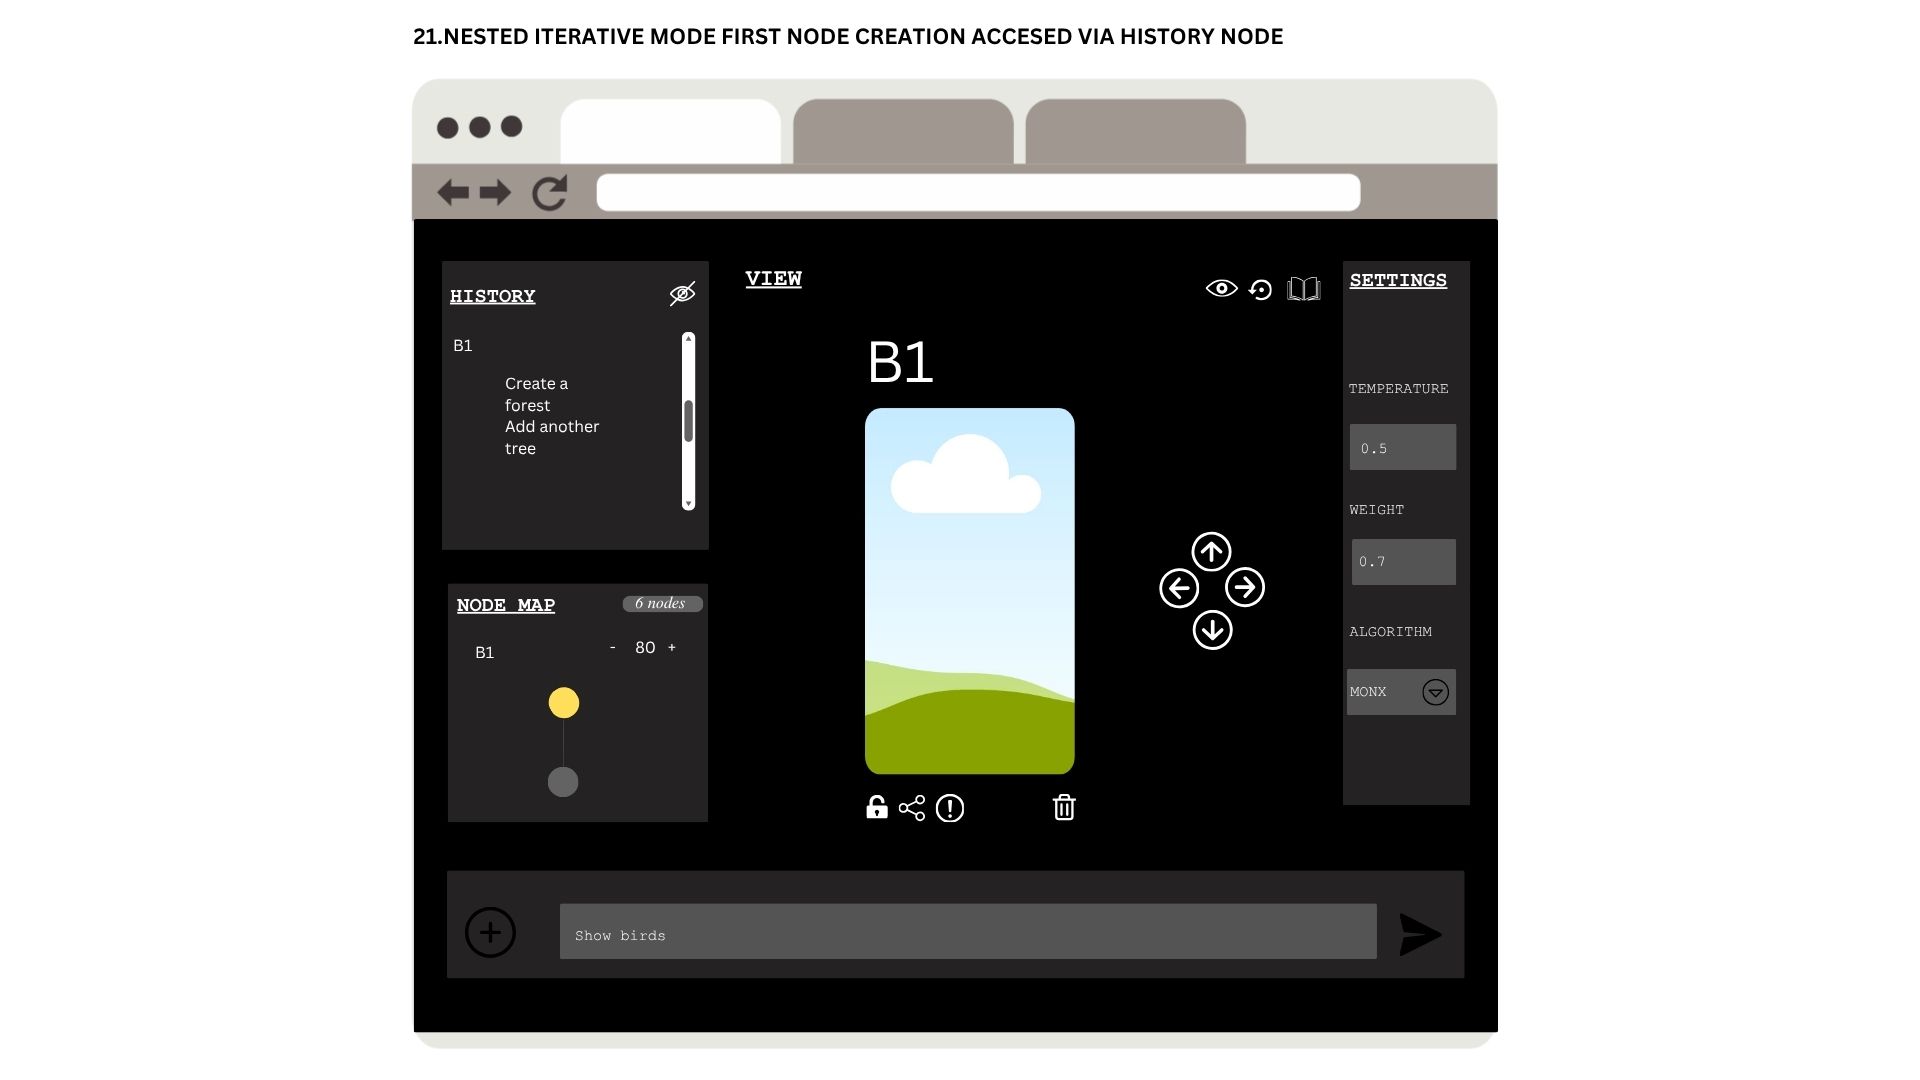 21.NESTED ITERATIVE MODE FIRST NODE CREATION ACCESED VIA HISTORY NODE
HISTORY
B1
Create a
forest
Add another
tree
NODE MAP
6 nodes
B1
- 80 +
VIEW
B1
SETTINGS
TEMPERATURE
0.5
WEIGHT
0.7
ALGORITHM
MONX
Show birds